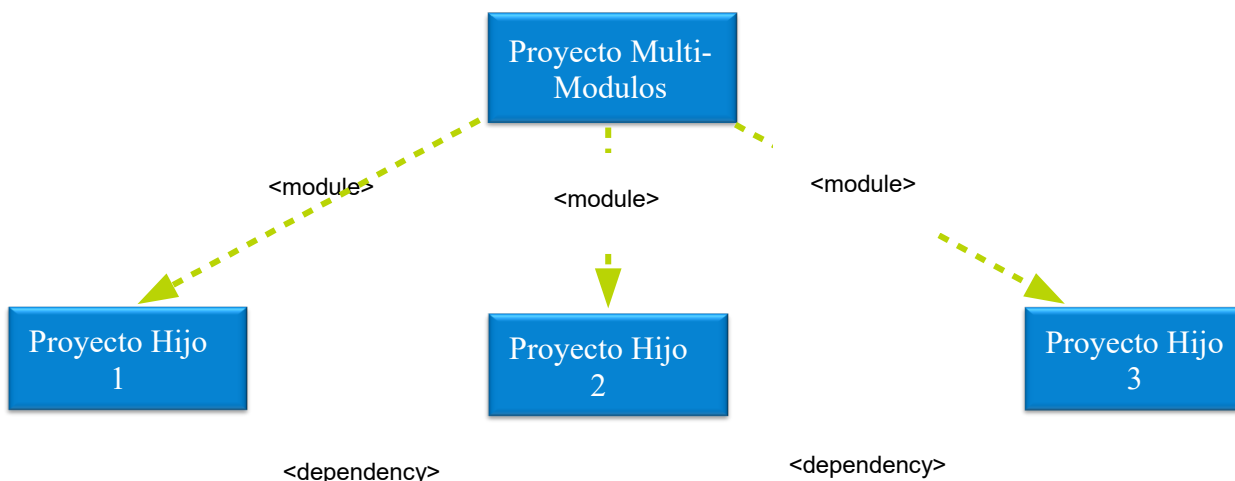 Proyecto Multi-
Modulos
<module>
<module>
<module>
Proyecto Hijo
1
Proyecto Hijo
2
Proyecto Hijo
3
<dependency>
<dependency>